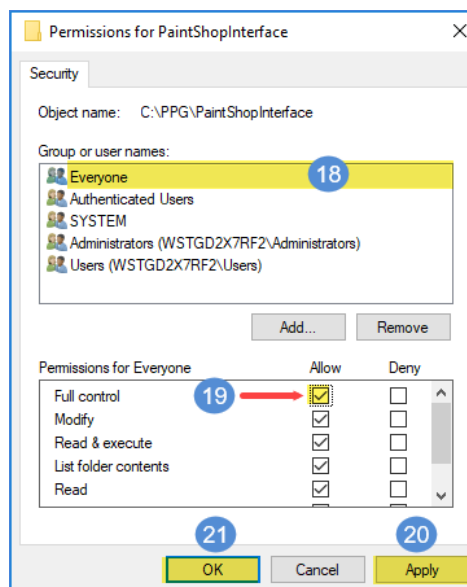 Permissions for PaintShopInterface
Security
Object name: C:\PPG\PaintShopInterface
Group or user names:
Everyone
18
Authenticated Users
SYSTEM
Administrators (WSTGD2X7RF2\Administrators)
Users (WSTGD2X7RF2\Users)
Add... Remove
Permissions for Everyone Allow Deny
Full control
19
Modify
Read & execute
List folder contents
Read
21 20
OK Cancel Apply